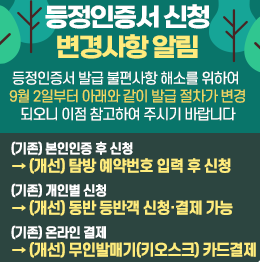 등정인증서 신청
변경사항 알림
등정인증서 발급 불편사항 해소를 위하여
9월 2일부터 아래와 같이 발급 절차가 변경
되오니 이점 참고하여 주시기 바랍니다
(기존) 본인인증 후 신청
→ (개선) 탐방 예약번호 입력 후 신청
(기존) 개인별 신청
→ (개선) 동반 등반객 신청·결제 가능
(기존) 온라인 결제
→ (개선) 무인발매기(키오스크) 카드결제